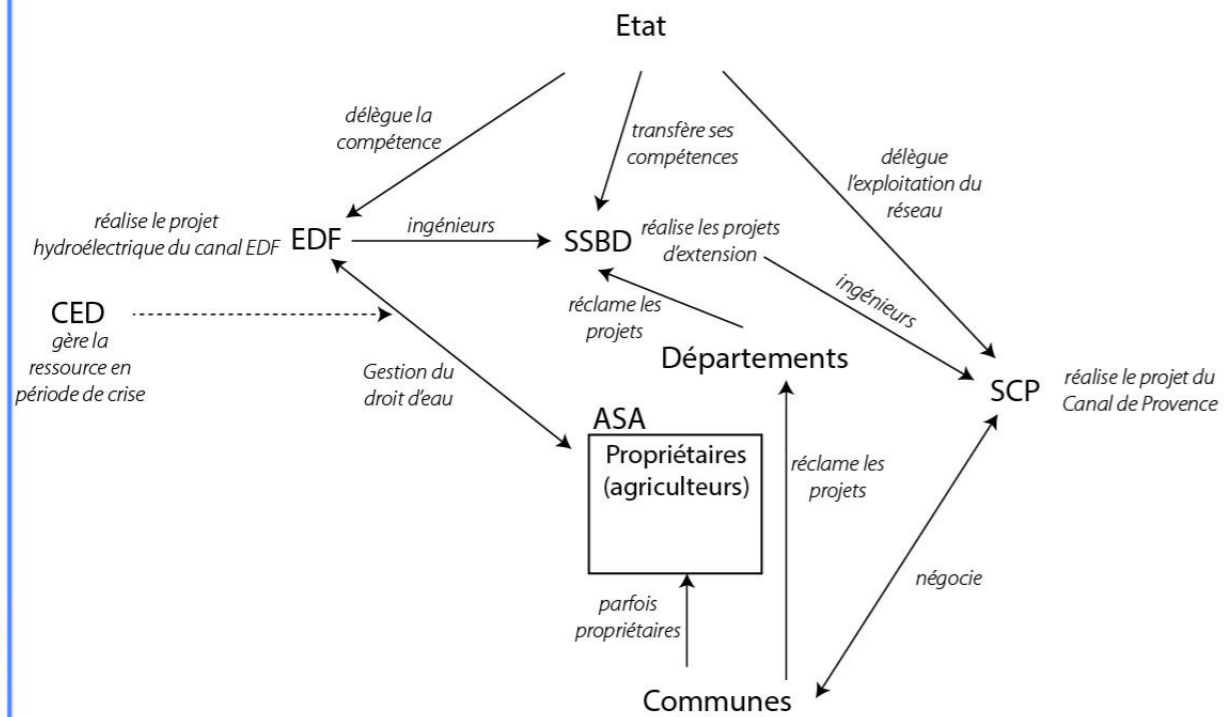 Etat
délègue la
compétence
transfère ses
compétences
délègue
l'exploitation du
réseau
réalise le projet
hydroélectrique du canal EDF
EDF
ingénieurs
SSBD
réalise les projets
d'extension
ingénieurs
CED
gère la
ressource en
période de crise
réclame les
projets
Départements
Gestion du
droit d'eau
SCP
réalise le projet du
Canal de Provence
ASA
Propriétaires
(agriculteurs)
réclame les
projets
négocie
parfois
propriétaires
Communes